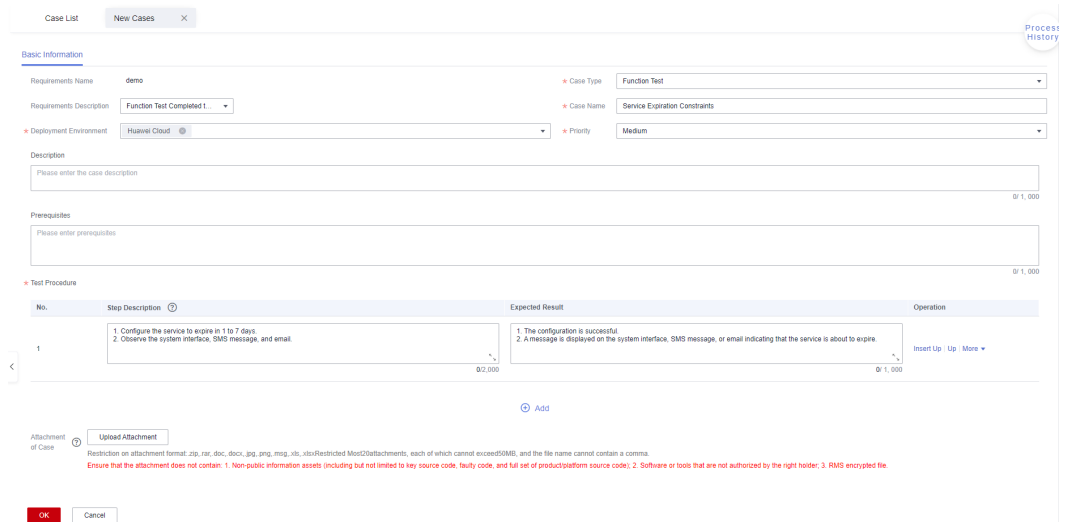 Case List
New Cases
Process
History
Basic Information
Requirements Name
demo
* Case Type
Function Test
Requirements Description
Function Test Completed t...
* Case Name
Service Expiration Constraints
* Deployment Environment
Huawei Cloud
* Priority
Medium
Description
Please enter the case description
0/ 1, 000
Prerequisites
Please enter prerequisites
0/ 1, 000
* Test Procedure
No.
Step Description
Expected Result
Operation
1
1. Configure the service to expire in 1 to 7 days.
2. Observe the system interface, SMS message, and email.
0/2,000
1. The configuration is successful.
2. A message is displayed on the system interface, SMS message, or email indicating that the service is about to expire.
0/ 1, 000
Insert Up Up More
Add
Attachment
of Case
Upload Attachment
Restriction on attachment format:.zip,.rar,.doc,.docx,.jpg,.png,.msg,.xls,.xlsxRestricted Most20attachments, each of which cannot exceed50MB, and the file name cannot contain a comma.
Ensure that the attachment does not contain: 1. Non-public information assets (including but not limited to key source code, faulty code, and full set of product/platform source code); 2. Software or tools that are not authorized by the right holder; 3. RMS encrypted file.
OK
Cancel